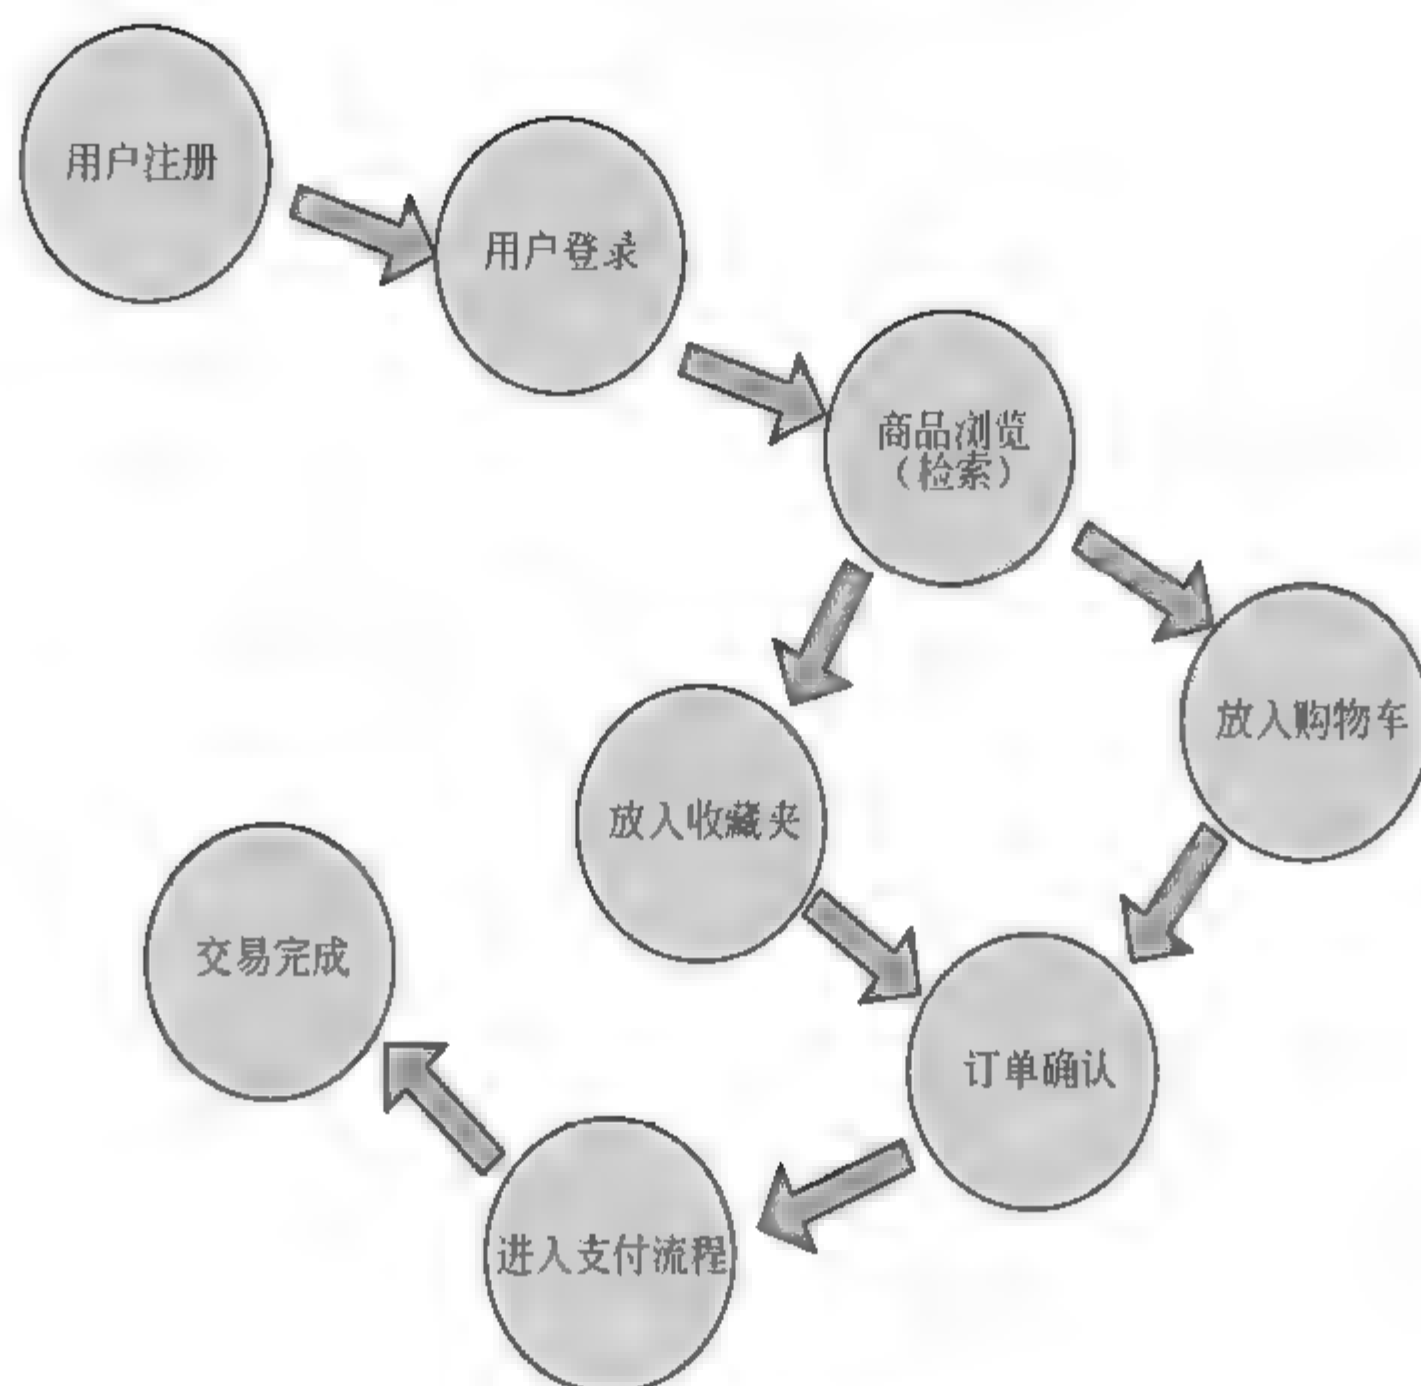 用户注册
用户登录
商品浏览
（检索）
放入购物车
放入收藏夹
交易完成
订单确认
进入支付流程